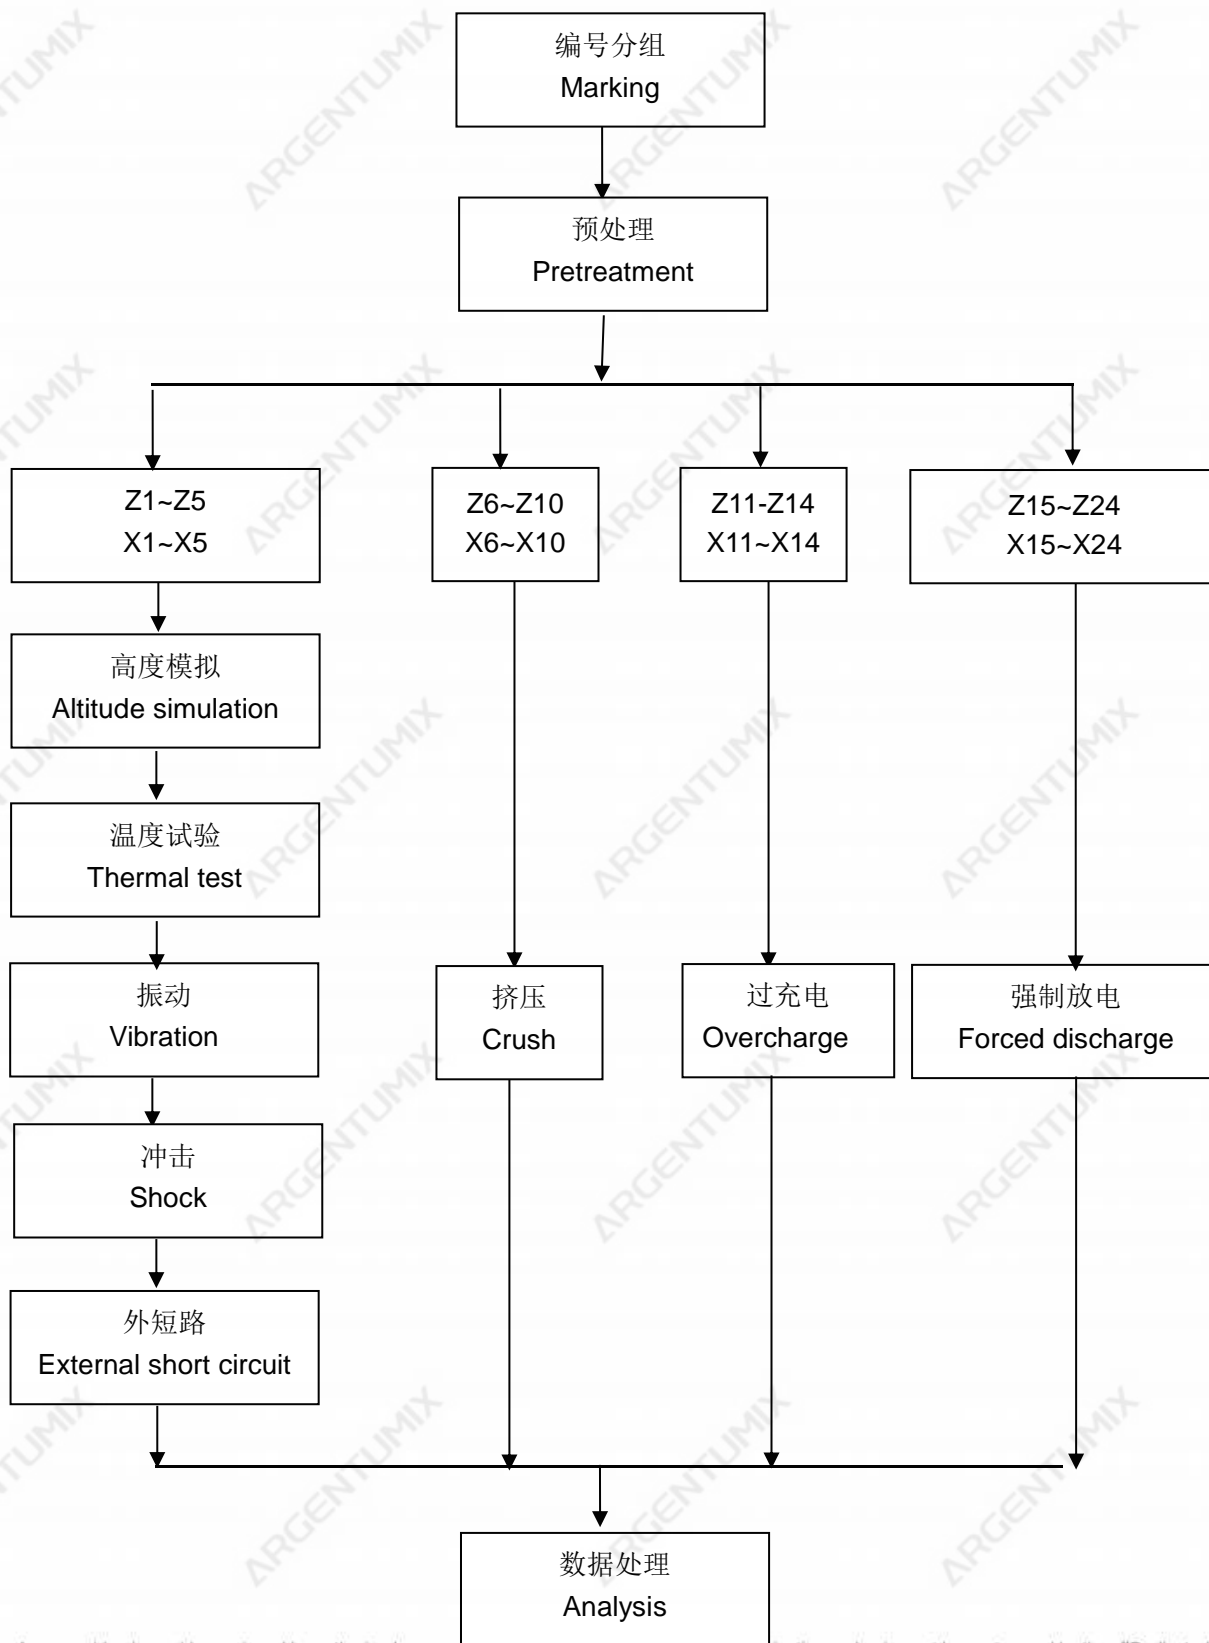 编号分组
Marking
预处理
Pretreatment
Z1~Z5
X1~X5
Z6~Z10
X6~X10
Z11-Z14
X11~X14
Z15~Z24
X15~X24
高度模拟
Altitude simulation
温度试验
Thermal test
振动
Vibration
挤压
Crush
过充电
Overcharge
强制放电
Forced discharge
冲击
Shock
外短路
External short circuit
数据处理
Analysis
ARGENTUMIX